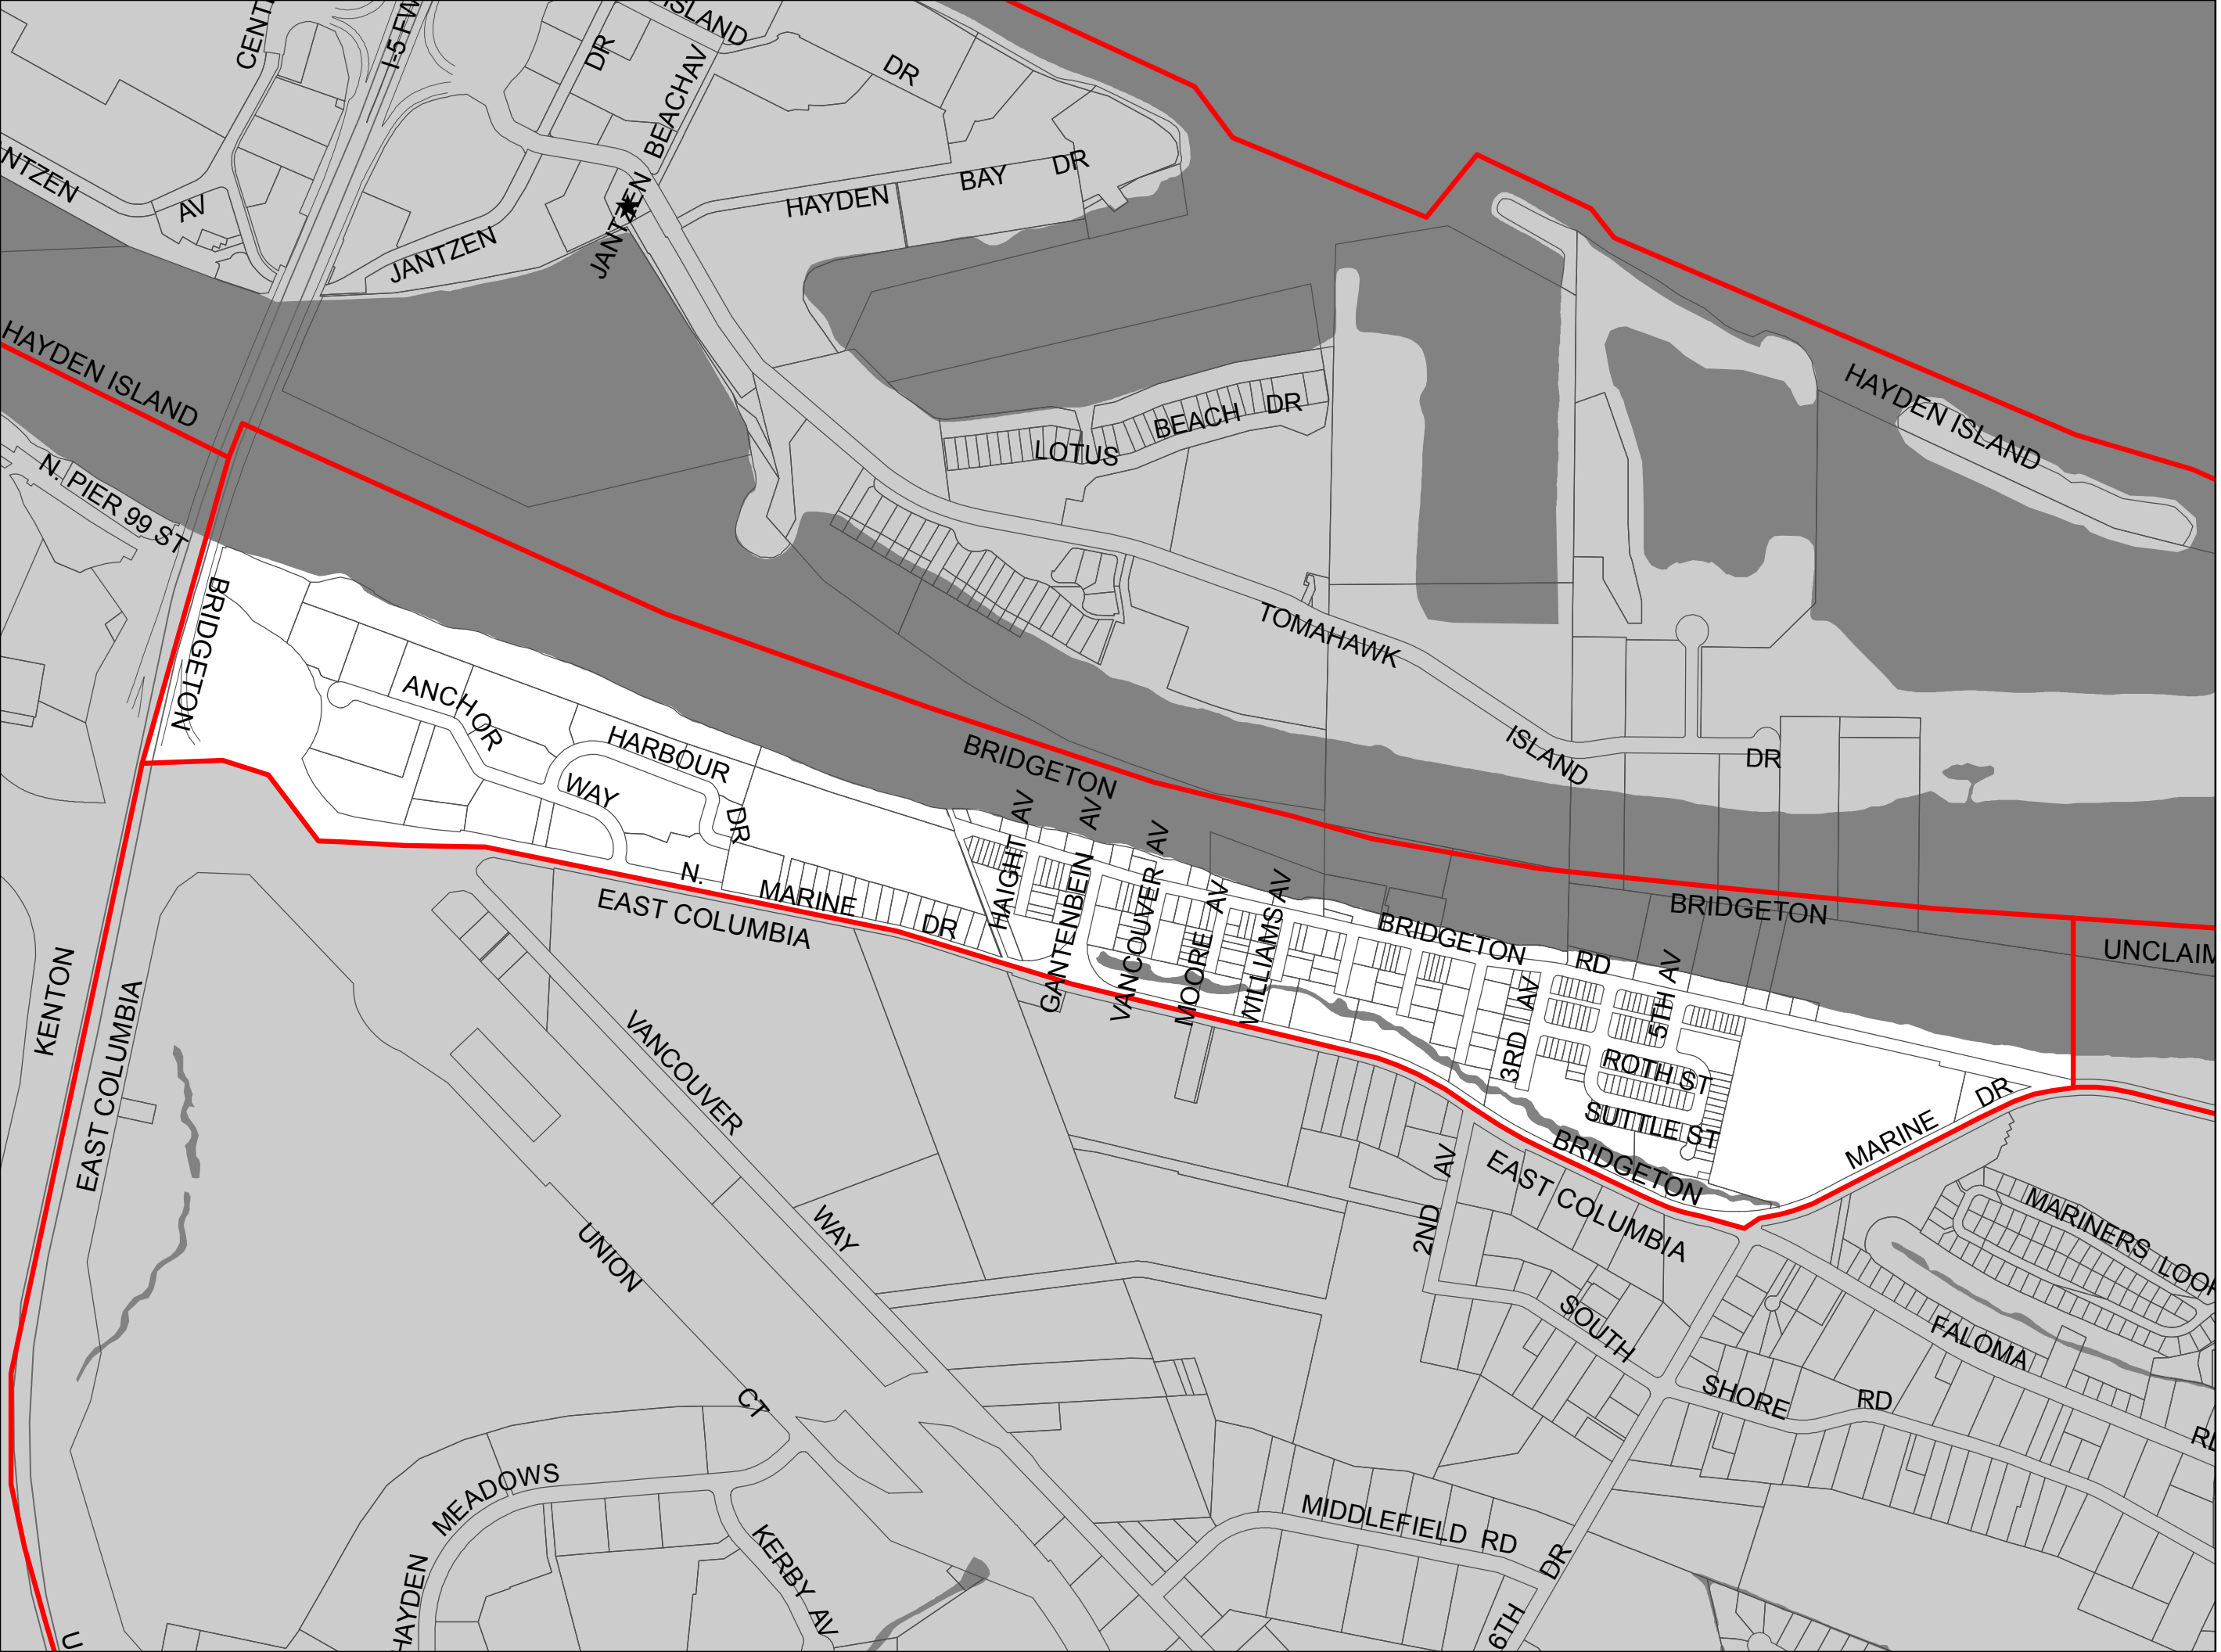 ISLAND
DR
CENT
I-5 FW
DR
JANTZEN BEACH AV
NTZEN
AV
JANTZEN
HAYDEN BAY DR
HAYDEN ISLAND
HAYDEN ISLAND
LOTUS BEACH DR
N. PIER 99 ST
BRIDGETON
TOMAHAWK ISLAND DR
ANCHOR WAY
HARBOUR DR
BRIDGETON
BRIDGETON
UNCLAIM
HAIGHT AV
GANTENBEIN AV
VANCOUVER AV
MOORE AV
WILLIAMS AV
BRIDGETON RD
N. MARINE DR
EAST COLUMBIA
3RD AV
5TH AV
ROTH ST
SUTTLE ST
MARINE DR
BRIDGETON
EAST COLUMBIA
KENTON
EAST COLUMBIA
VANCOUVER WAY
UNION CT
2ND AV
MARINERS LOOP
SOUTH SHORE RD
FALOMA RD
MEADOWS
HAYDEN
KERBY AV
MIDDLEFIELD RD
6TH DR
U